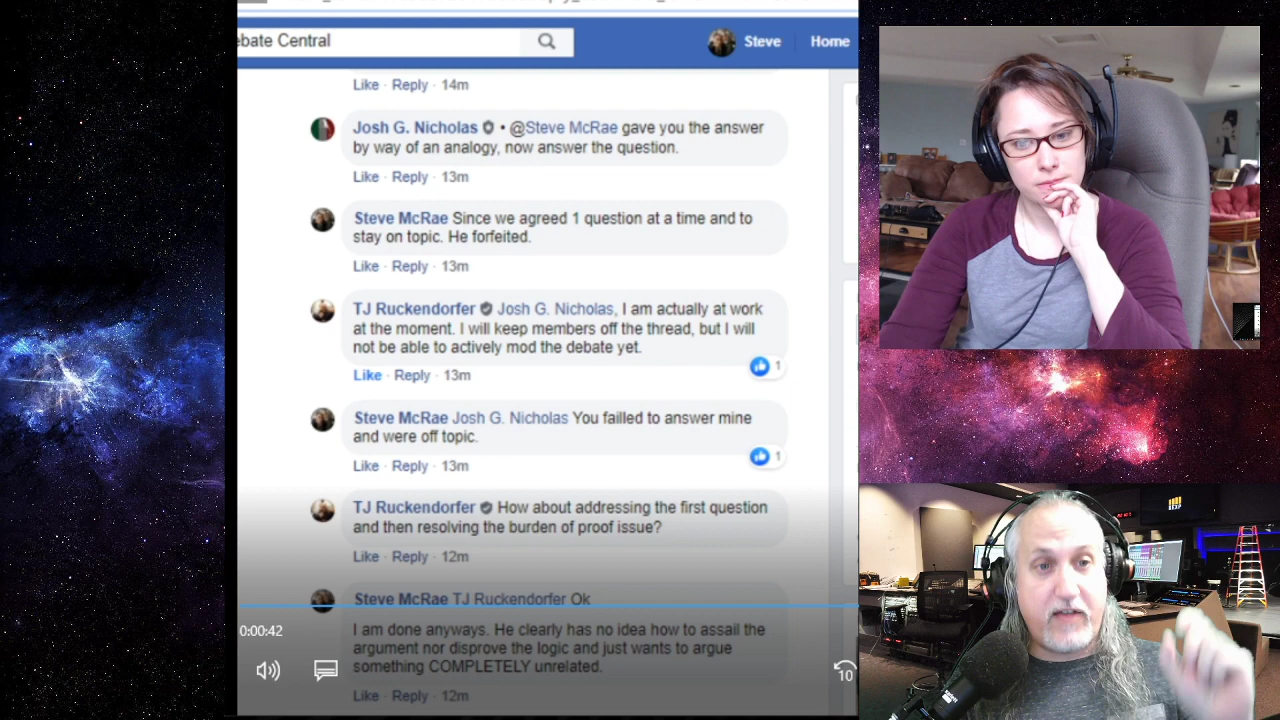 ebate Central
Steve
Home
Like · Reply · 14m
Josh G. Nicholas • @Steve McRae gave you the answer
by way of an analogy, now answer the question.
Like · Reply · 13m
Steve McRae Since we agreed 1 question at a time and to
stay on topic. He forfeited.
Like · Reply · 13m
TJ Ruckendorfer Josh G. Nicholas, I am actually at work
at the moment. I will keep members off the thread, but I will
not be able to actively mod the debate yet.
1
Like · Reply · 13m
Steve McRae Josh G. Nicholas You failled to answer mine
and were off topic.
1
Like · Reply · 13m
TJ Ruckendorfer How about addressing the first question
and then resolving the burden of proof issue?
Like · Reply · 12m
Steve McRae TJ Ruckendorfer Ok
0:00:42
I am done anyways. He clearly has no idea how to assail the
argument nor disprove the logic and just wants to argue
something COMPLETELY unrelated.
10
Like · Reply · 12m